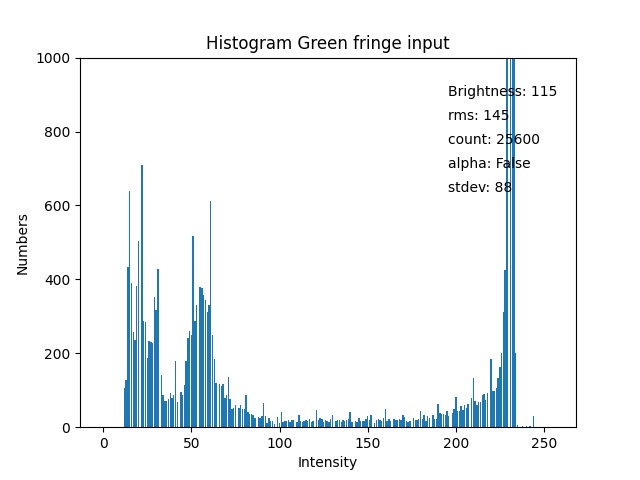 Histogram Green fringe input
1000
800
600
400
200
0
Numbers
Brightness: 115
rms: 145
count: 25600
alpha: False
stdev: 88
0 50 100 150 200 250
Intensity